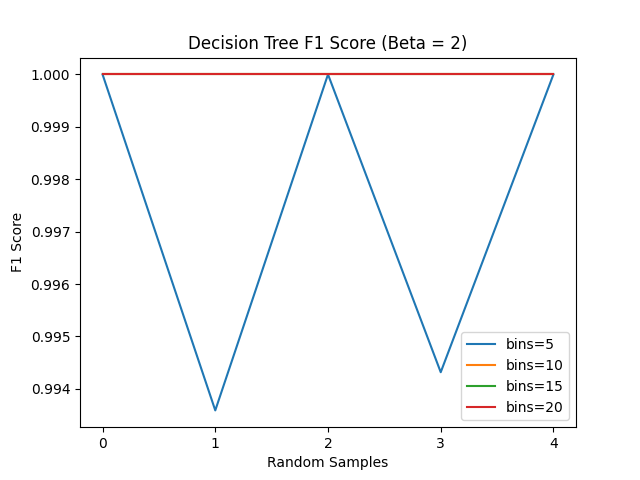 Decision Tree F1 Score (Beta = 2)
1.000
0.999
0.998
0.997
0.996
0.995
0.994
F1 Score
bins=5
bins=10
bins=15
bins=20
0 1 2 3 4
Random Samples